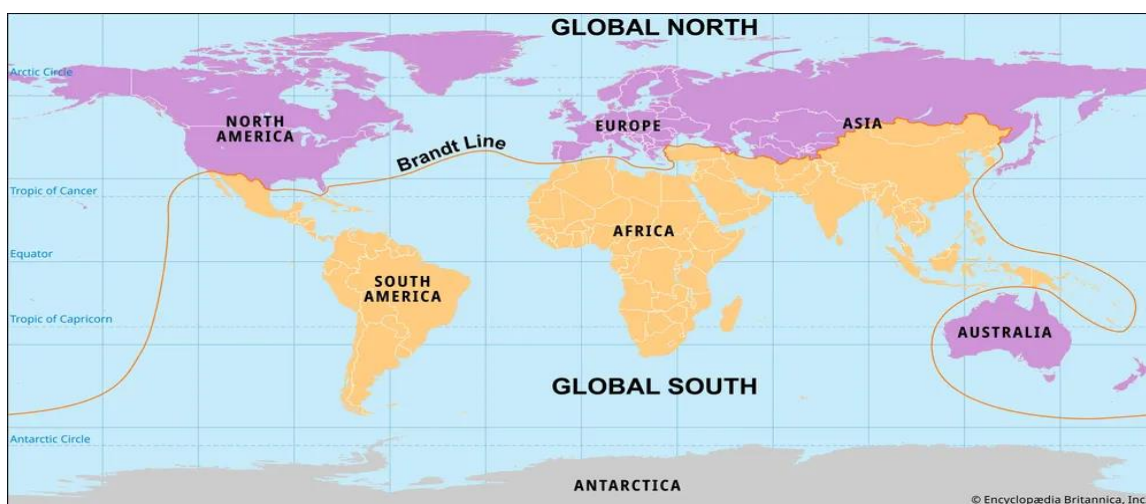 GLOBAL NORTH
Arctic Circle
NORTH
AMERICA
EUROPE
ASIA
Brandt Line
Tropic of Cancer
AFRICA
Equator
SOUTH
AMERICA
Tropic of Capricorn
AUSTRALIA
GLOBAL SOUTH
Antarctic Circle
ANTARCTICA
© Encyclopædia Britannica, Inc